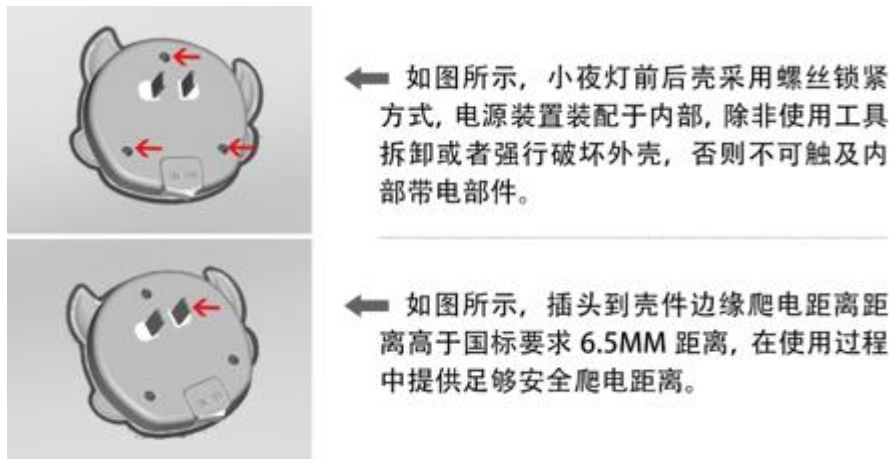 如图所示，小夜灯前后壳采用螺丝锁紧
方式，电源装置装配于内部，除非使用工具
拆卸或者强行破坏外壳，否则不可触及内
部带电部件。
如图所示，插头到壳件边缘爬电距离距
离高于国标要求 6.5MM 距离，在使用过程
中提供足够安全爬电距离。